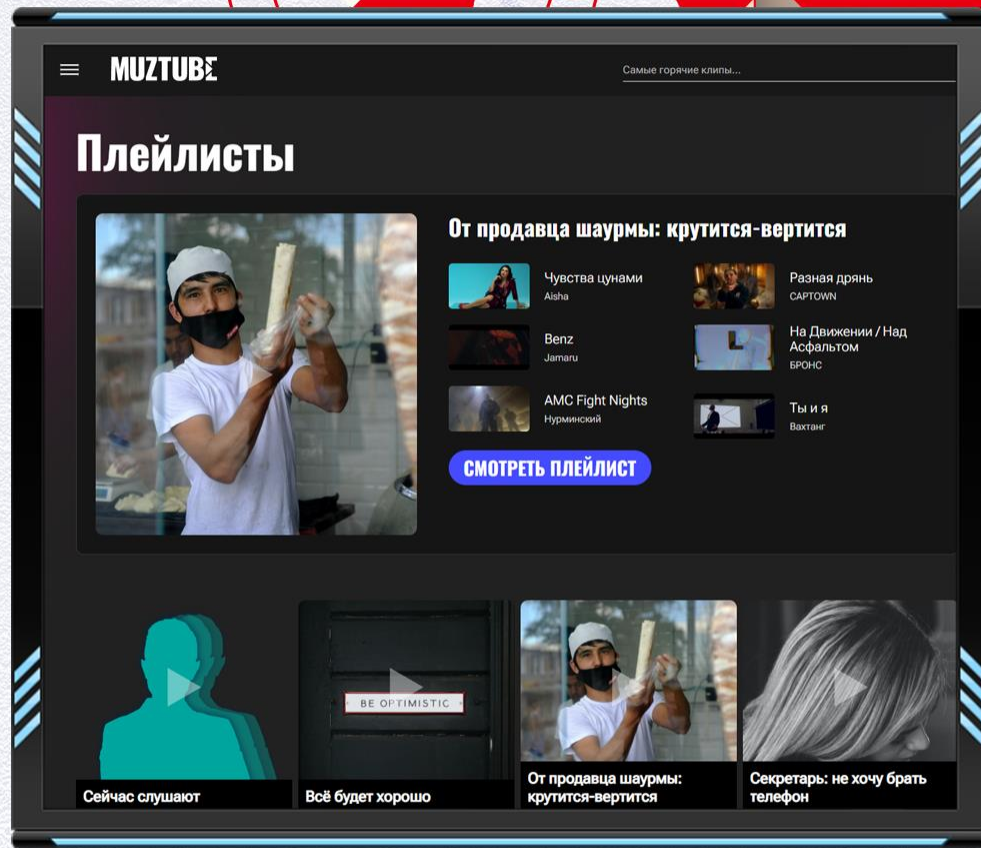 MUZTUBE
Самые горячие клипы...
Плейлисты
От продавца шаурмы: крутится-вертится
Чувства цунами
Aisha
Benz
Jamaru
AMC Fight Nights
Нурминский
Разная дрянь
CAPTOWN
На Движении / Над
Асфальтом
БРОНС
Ты и я
Вахтанг
СМОТРЕТЬ ПЛЕЙЛИСТ
BE OPTIMISTIC
Сейчас слушают
Всё будет хорошо
От продавца шаурмы:
крутится-вертится
Секретарь: не хочу брать
телефон